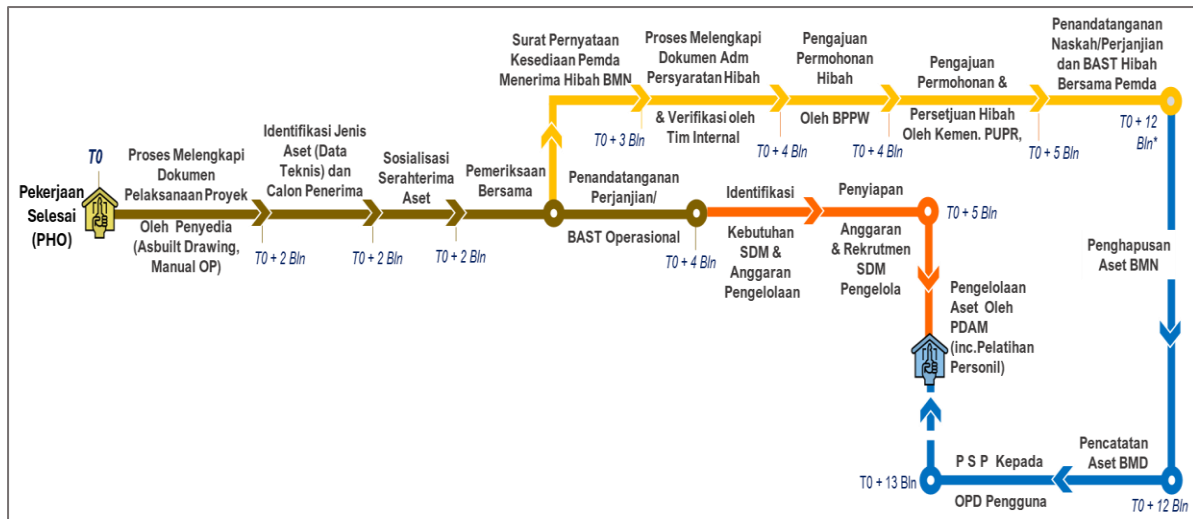 Pekerjaan
Selesai
(PHO)
T0
Proses Melengkapi
Dokumen
Pelaksanaan Proyek
Oleh Penyedia
(Asbuilt Drawing,
Manual OP)
T0 + 2 Bln
Identifikasi Jenis
Aset (Data
Teknis) dan
Calon Penerima
T0 + 2 Bln
Sosialisasi
Serahterima
Aset
T0 + 2 Bln
Pemeriksaan
Bersama
Surat Pernyataan
Kesediaan Pemda
Menerima Hibah BMN
T0 + 3 Bln
Proses Melengkapi
Dokumen Adm
Persyaratan Hibah
& Verifikasi oleh
Tim Internal
T0 + 4 Bln
Pengajuan
Permohonan
Hibah
Oleh BPPW
T0 + 4 Bln
Pengajuan
Permohonan &
Persetjuan Hibah
Oleh Kemen. PUPR,
T0 + 5 Bln
Penandatanganan
Naskah/Perjanjian
dan BAST Hibah
Bersama Pemda
T0 + 12
Bln*
Penandatanganan
Perjanjian/
BAST Operasional
T0 + 4 Bln
Identifikasi
Kebutuhan
SDM &
Anggaran
Pengelolaan
Penyiapan
Anggaran
& Rekrutmen
SDM
Pengelola
T0 + 5 Bln
Pengelolaan
Aset Oleh
PDAM
(inc.Pelatihan
Personil)
Penghapusan
Aset BMN
Pencatatan
Aset BMD
T0 + 12 Bln
P S P Kepada
OPD Pengguna
T0 + 13 Bln